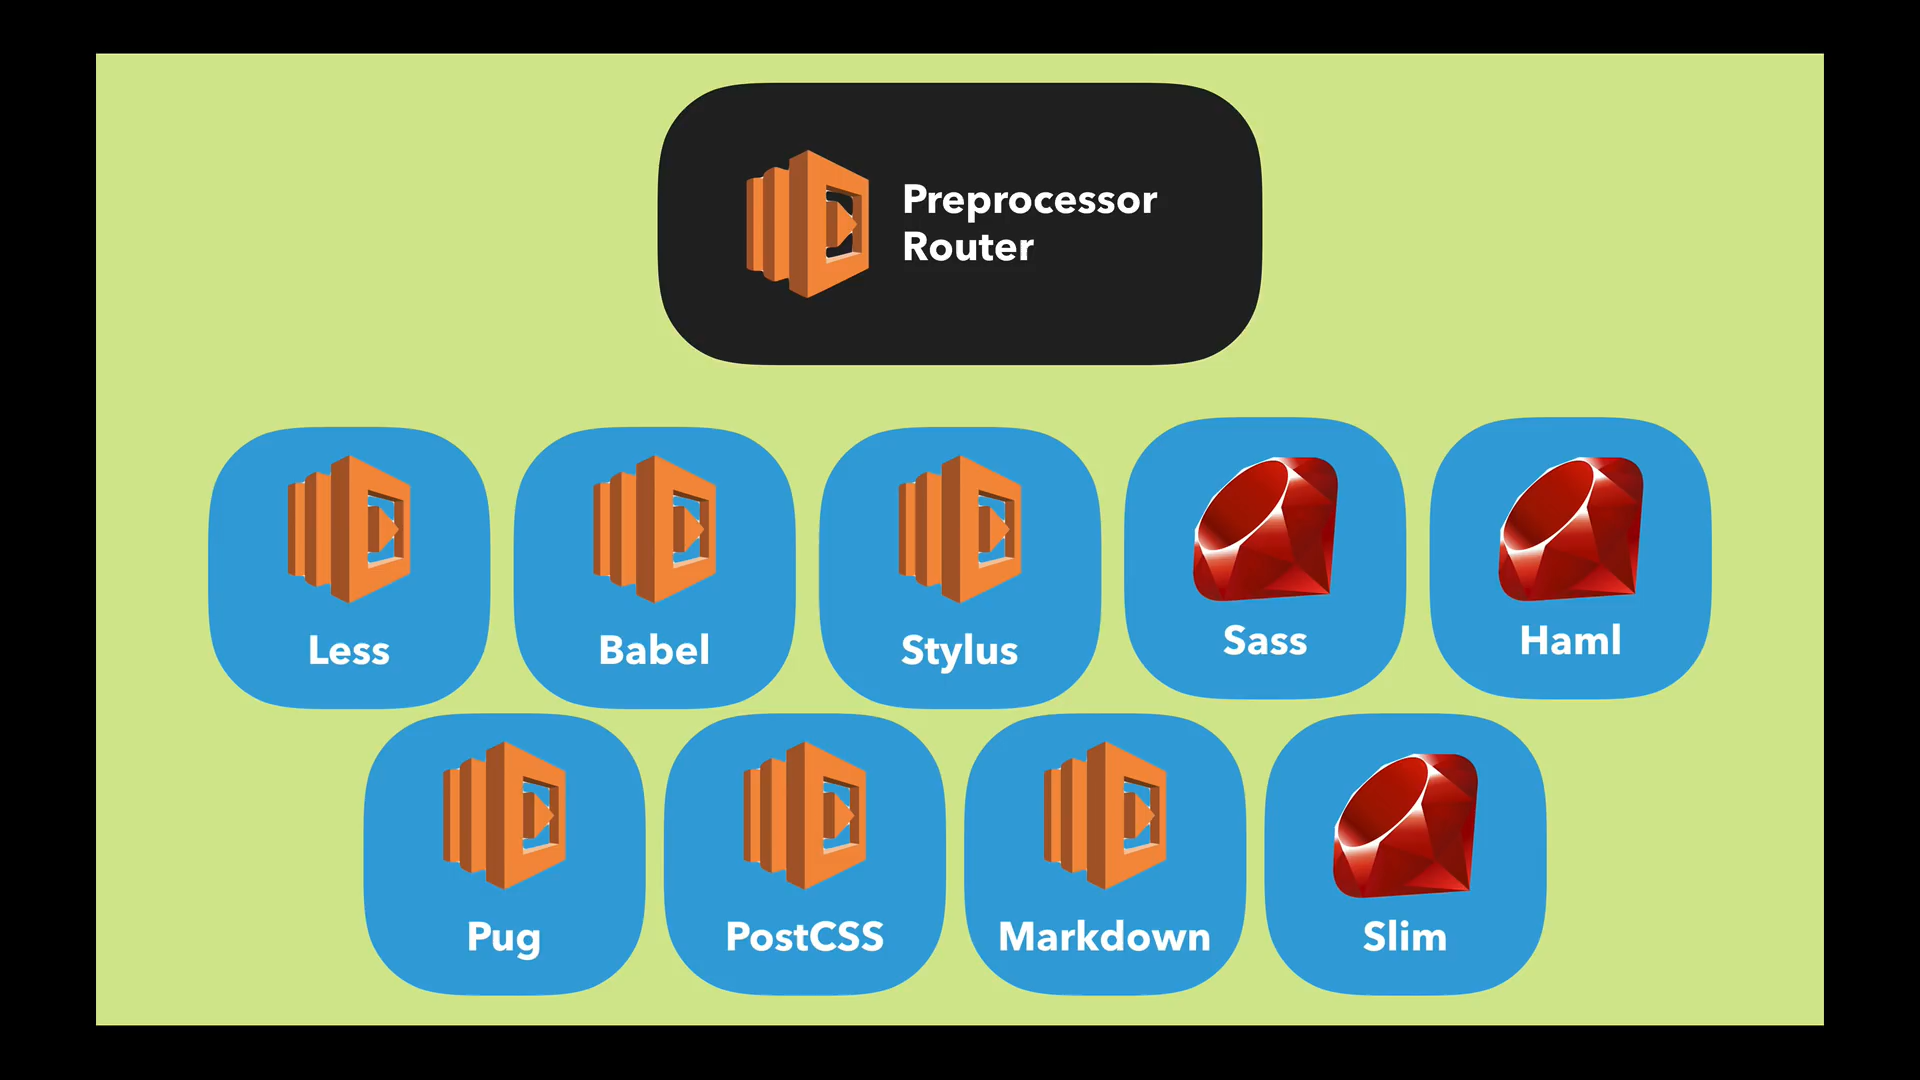 Preprocessor
Router
Less
Babel
Stylus
Sass
Haml
Pug
PostCSS
Markdown
Slim